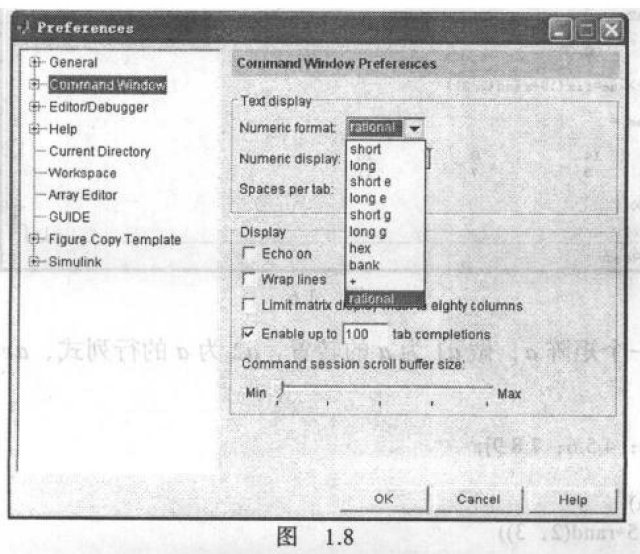 Preferences
General
Command Window
Editor/Debugger
Help
Current Directory
Workspace
Array Editor
GUIDE
Figure Copy Template
Simulink
Command Window Preferences
Text display
Numeric format: rational
short
long
short e
long e
short g
long g
hex
bank
+
rational
Numeric display:
Spaces per tab:
Display
Echo on
Wrap lines
Limit matrix display width to eighty columns
Enable up to 100 tab completions
Command session scroll buffer size:
Min Max
OK Cancel Help
图 1.8